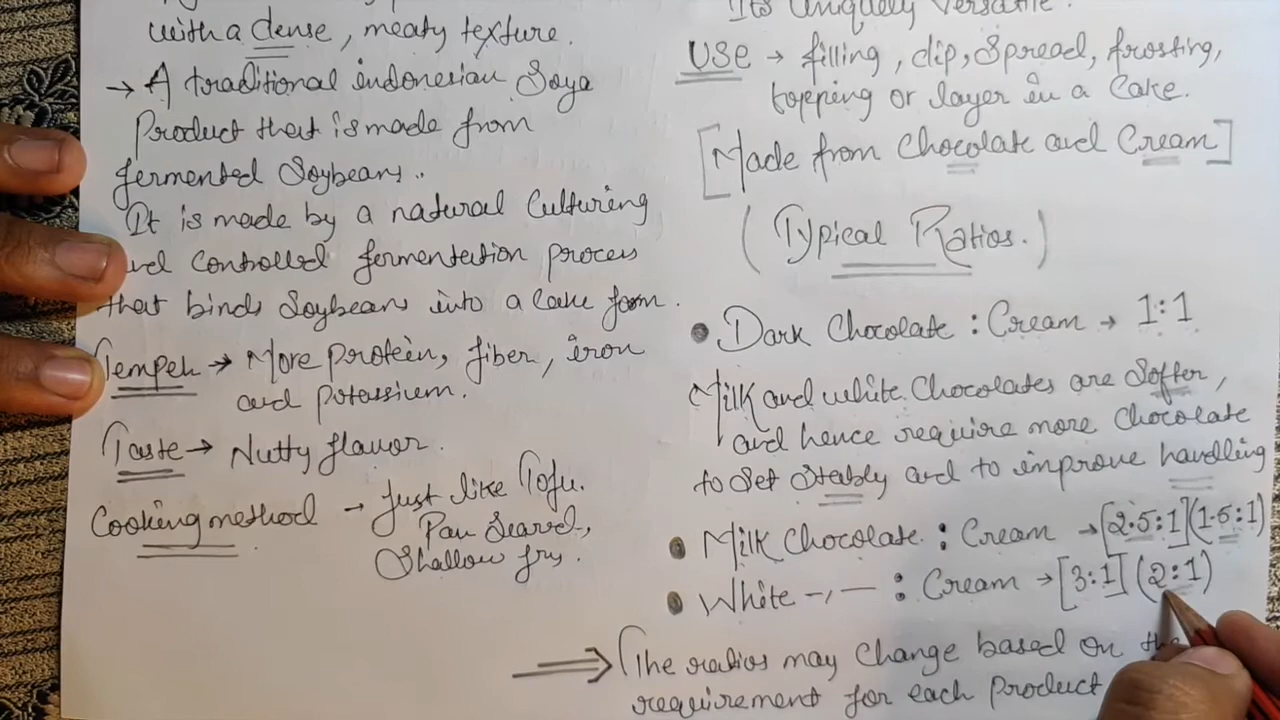 with a dense, meaty texture.
→ A traditional indonesian Soya
Product that is made from
fermented Soybeans..
It is made by a natural Culturing
and Controlled fermentation process
that binds Soybeans into a Cake form.
Tempeh → More protein, fiber, iron
and potassium.
Taste → Nutty flavor.
Cooking method → Just like Tofu.
Pan Seared,
Shallow fry.
Its Uniquely Versatile.
USe → filling, dip, Spread, frosting,
topping or layer in a Cake.
[Made from Chocolate and Cream]
(Typical Ratios.)
• Dark Chocolate : Cream → 1:1
Milk and white Chocolates are Softer,
and hence require more Chocolate
to Set Stably and to improve handling
• Milk Chocolate : Cream → [2.5:1] (1.5:1)
• White -,- : Cream → [3:1] (2:1)
⇒ The ratios may Change based on the
requirement for each Product